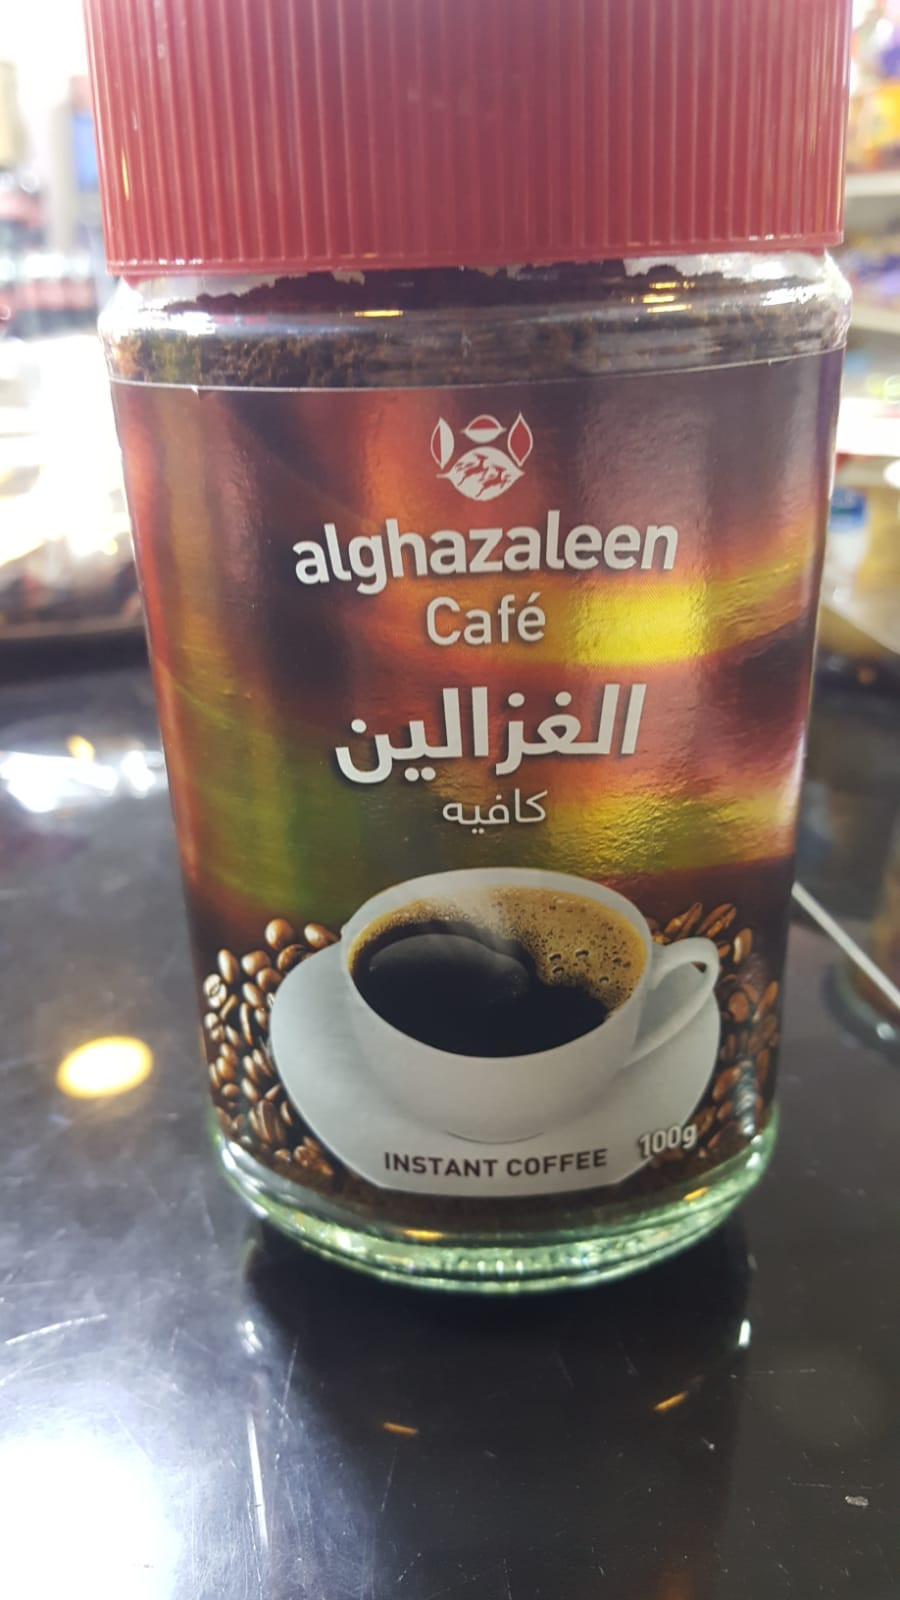 alghazaleen
Café
الغزالين
كافيه
INSTANT COFFEE
100g